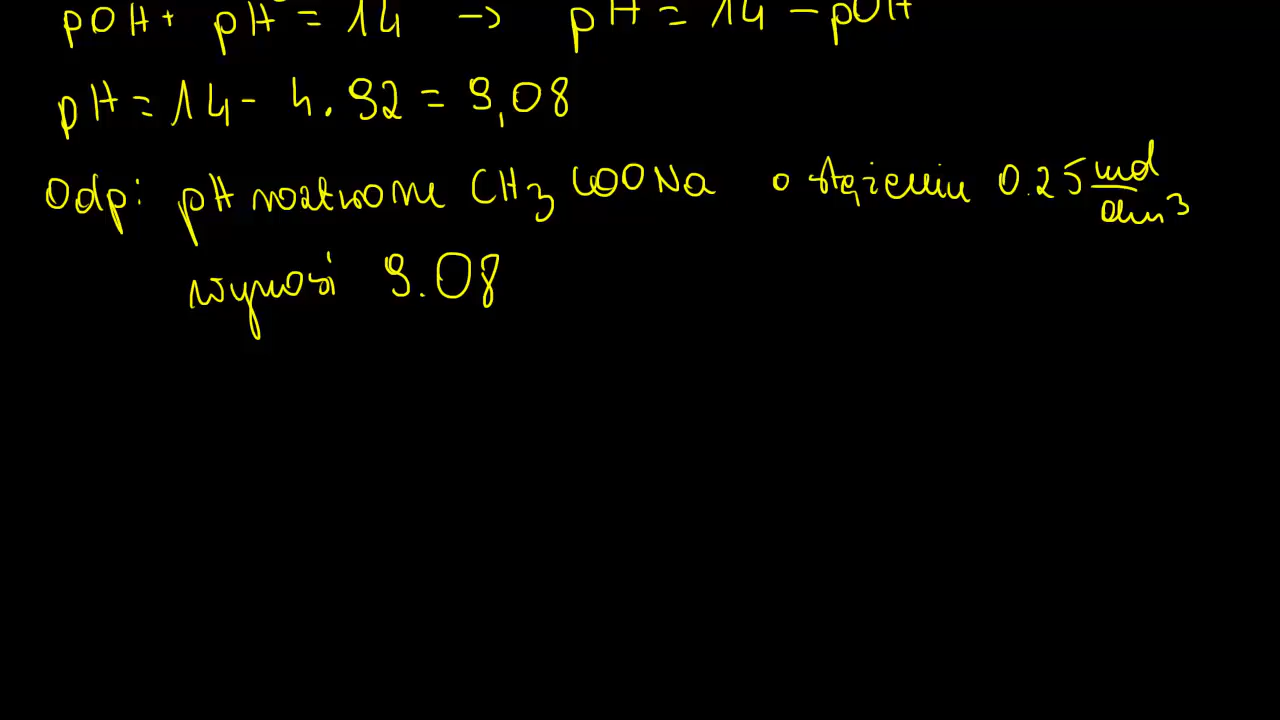 pOH + pH = 14 → pH = 14 - pOH
pH = 14 - 4.92 = 9,08
Odp: pH roztworu CH3COONa o stężeniu 0.25 mol/dm3
wynosi 9.08